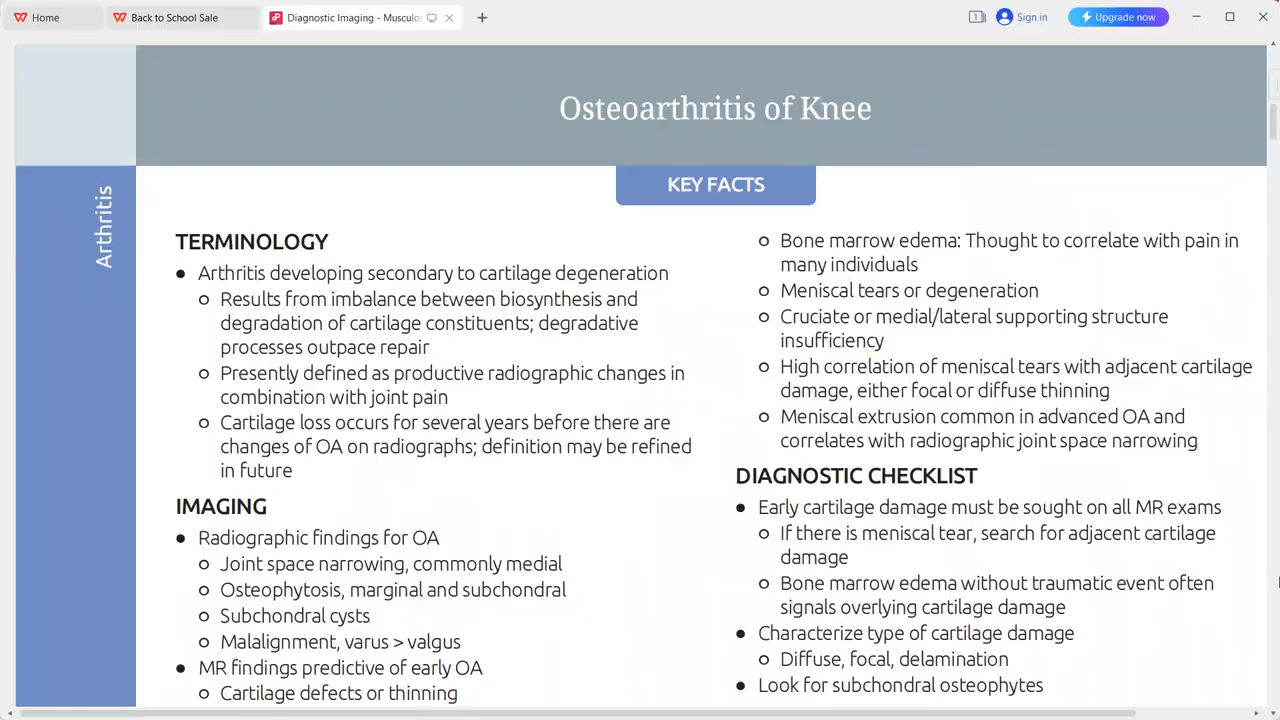 Home
Back to School Sale
Diagnostic Imaging - Musculos
1
Sign in
Upgrade now
Osteoarthritis of Knee
Arthritis
KEY FACTS
TERMINOLOGY
● Arthritis developing secondary to cartilage degeneration
○ Results from imbalance between biosynthesis and
degradation of cartilage constituents; degradative
processes outpace repair
○ Presently defined as productive radiographic changes in
combination with joint pain
○ Cartilage loss occurs for several years before there are
changes of OA on radiographs; definition may be refined
in future
IMAGING
● Radiographic findings for OA
○ Joint space narrowing, commonly medial
○ Osteophytosis, marginal and subchondral
○ Subchondral cysts
○ Malalignment, varus > valgus
● MR findings predictive of early OA
○ Cartilage defects or thinning
○ Bone marrow edema: Thought to correlate with pain in
many individuals
○ Meniscal tears or degeneration
○ Cruciate or medial/lateral supporting structure
insufficiency
○ High correlation of meniscal tears with adjacent cartilage
damage, either focal or diffuse thinning
○ Meniscal extrusion common in advanced OA and
correlates with radiographic joint space narrowing
DIAGNOSTIC CHECKLIST
● Early cartilage damage must be sought on all MR exams
○ If there is meniscal tear, search for adjacent cartilage
damage
○ Bone marrow edema without traumatic event often
signals overlying cartilage damage
● Characterize type of cartilage damage
○ Diffuse, focal, delamination
● Look for subchondral osteophytes